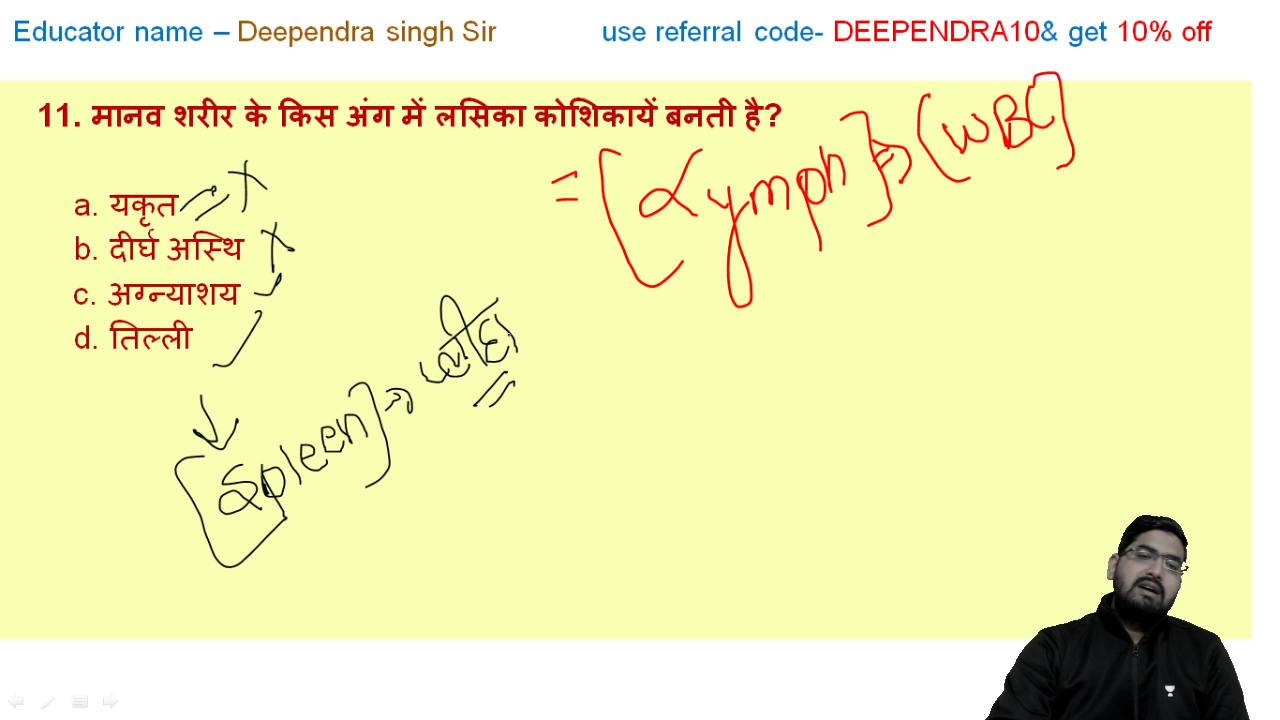 Educator name – Deependra singh Sir use referral code- DEEPENDRA10& get 10% off
11. मानव शरीर के किस अंग में लसिका कोशिकायें बनती है?
= [Lymph] ⇒ [WBC]
a. यकृत
b. दीर्घ अस्थि
c. अग्न्याशय
d. तिल्ली
[Spleen] ⇒